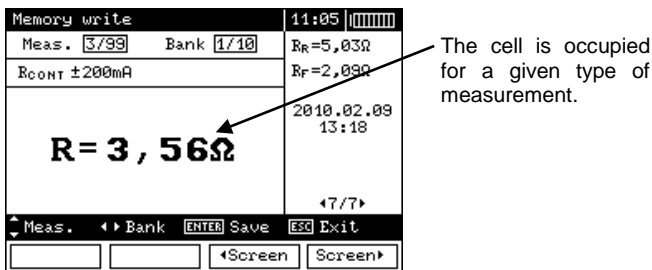 Memory write
11:05
Meas. 3/99 Bank 1/10
RR=5,03Ω
RCONT ±200mA
RF=2,09Ω
2010.02.09
13:18
R=3,56Ω
7/7
Meas. Bank ENTER Save ESC Exit
Screen Screen
The cell is occupied
for a given type of
measurement.